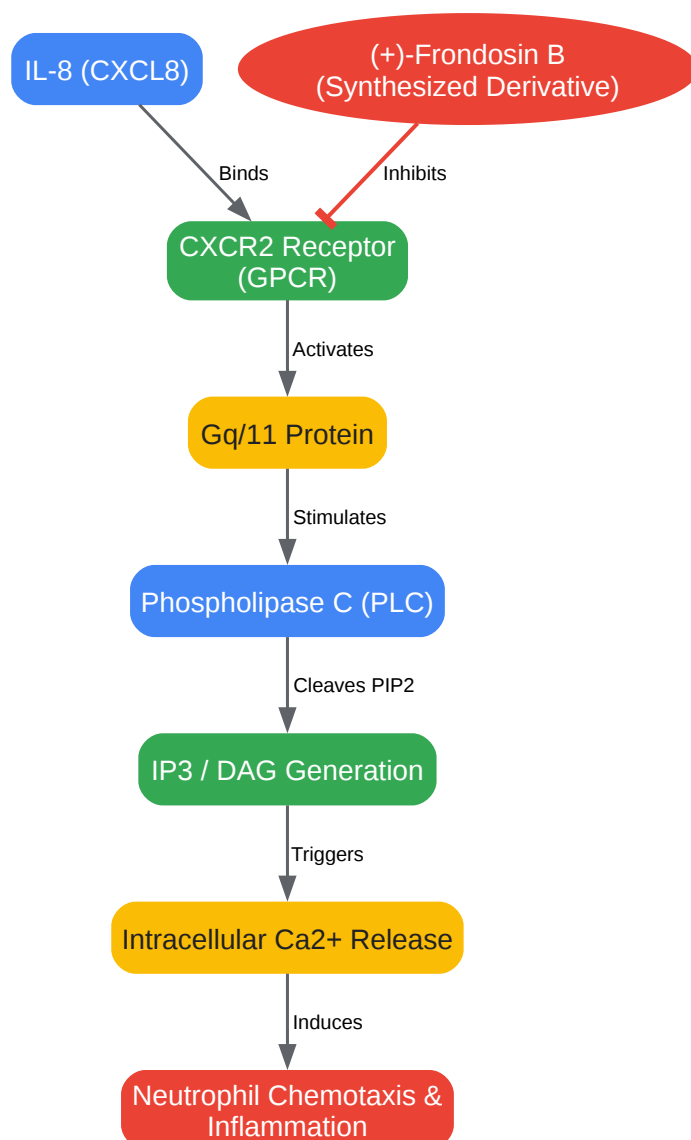 IL-8 (CXCL8)
(+)-Frondosin B
(Synthesized Derivative)
Binds
Inhibits
CXCR2 Receptor
(GPCR)
Activates
Gq/11 Protein
Stimulates
Phospholipase C (PLC)
Cleaves PIP2
IP3 / DAG Generation
Triggers
Intracellular Ca2+ Release
Induces
Neutrophil Chemotaxis &
Inflammation